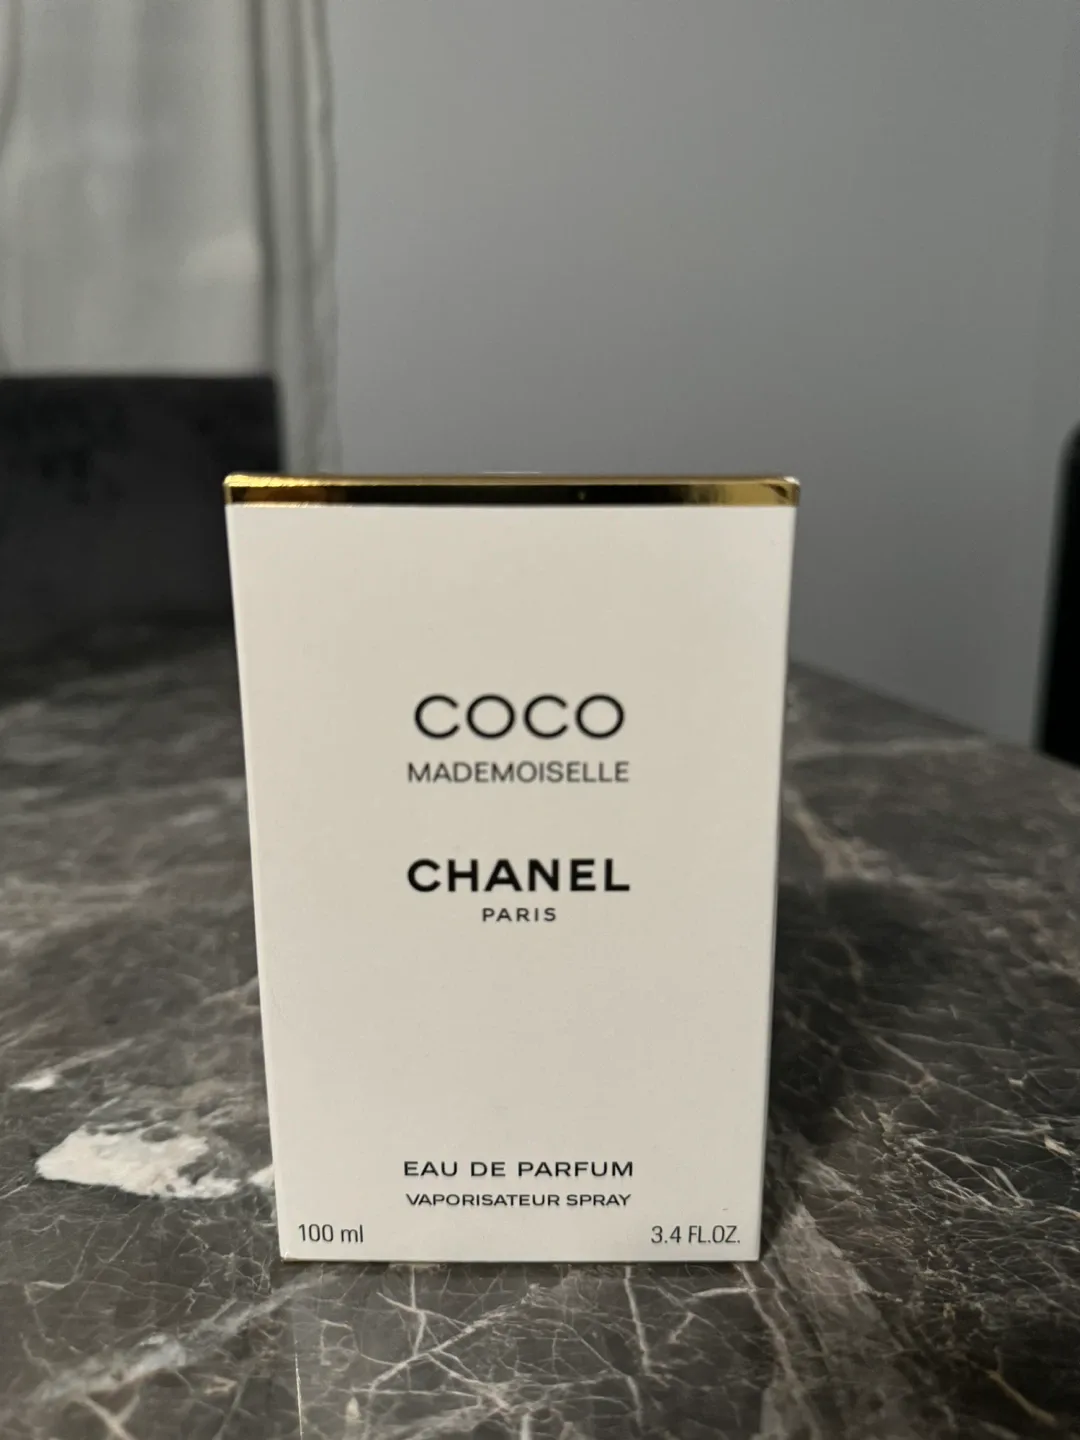 COCO
MADEMOISELLE
CHANEL
PARIS
EAU DE PARFUM
VAPORISATEUR SPRAY
100 ml 3.4 FL.OZ.